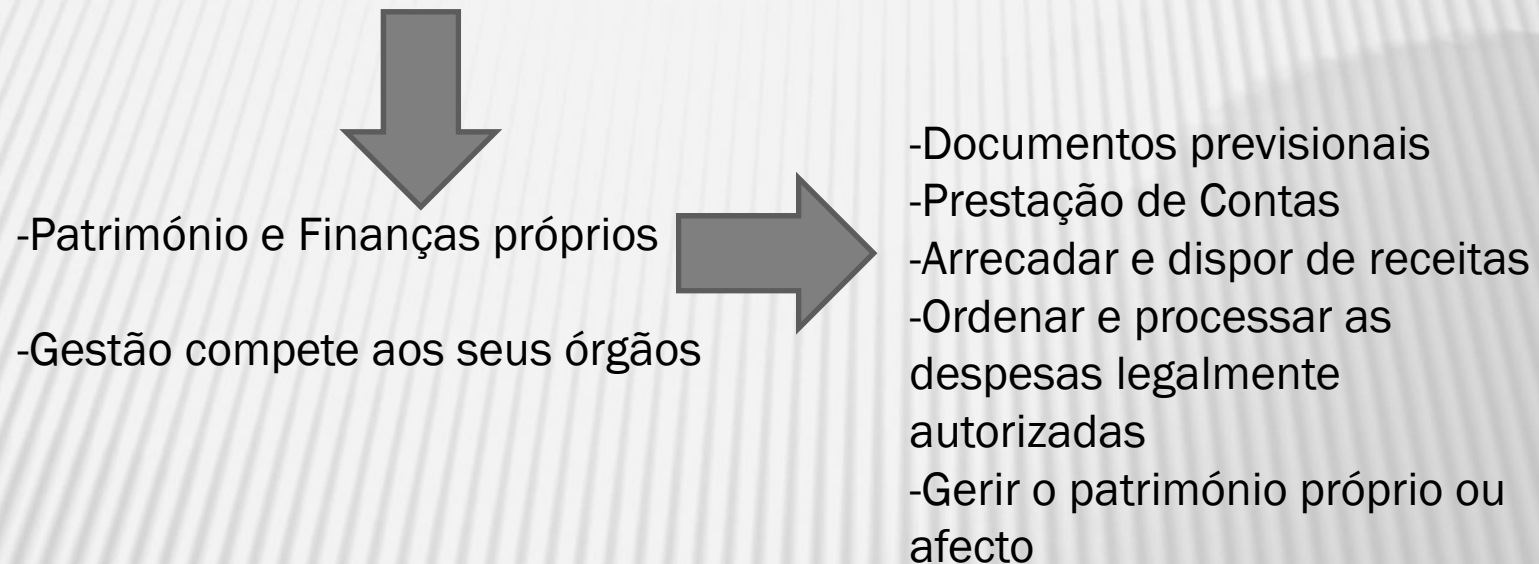 -Património e Finanças próprios
-Gestão compete aos seus órgãos
-Documentos previsionais
-Prestação de Contas
-Arrecadar e dispor de receitas
-Ordenar e processar as
despesas legalmente
autorizadas
-Gerir o património próprio ou
afecto